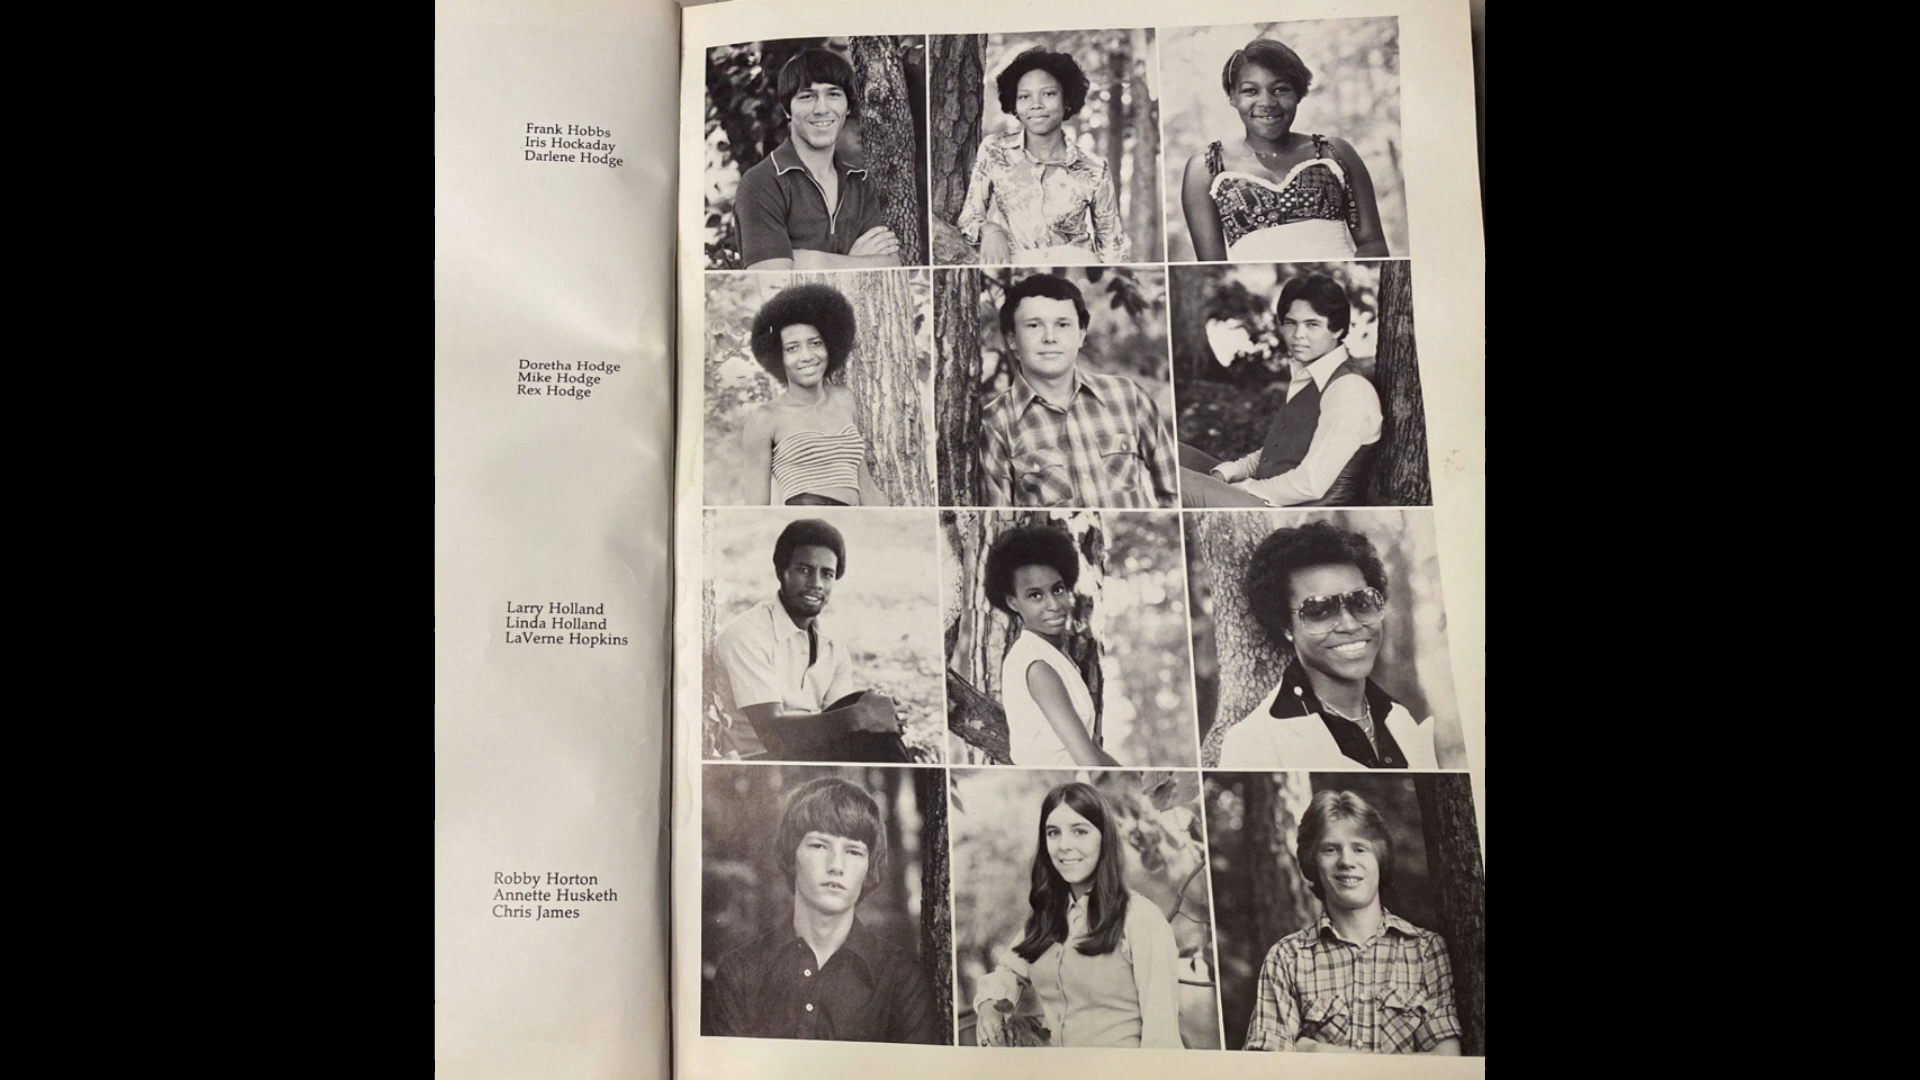 Frank Hobbs
Iris Hockaday
Darlene Hodge
Doretha Hodge
Mike Hodge
Rex Hodge
Larry Holland
Linda Holland
LaVerne Hopkins
Robby Horton
Annette Husketh
Chris James